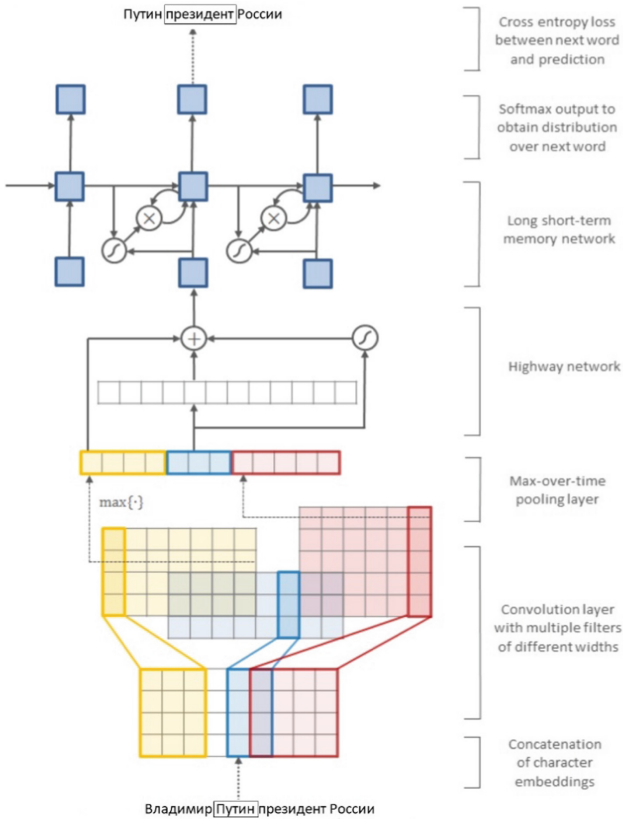 Путин президент России
Cross entropy loss
between next word
and prediction
Softmax output to
obtain distribution
over next word
Long short-term
memory network
Highway network
Max-over-time
pooling layer
max{·}
Convolution layer
with multiple filters
of different widths
Concatenation
of character
embeddings
Владимир Путин президент России